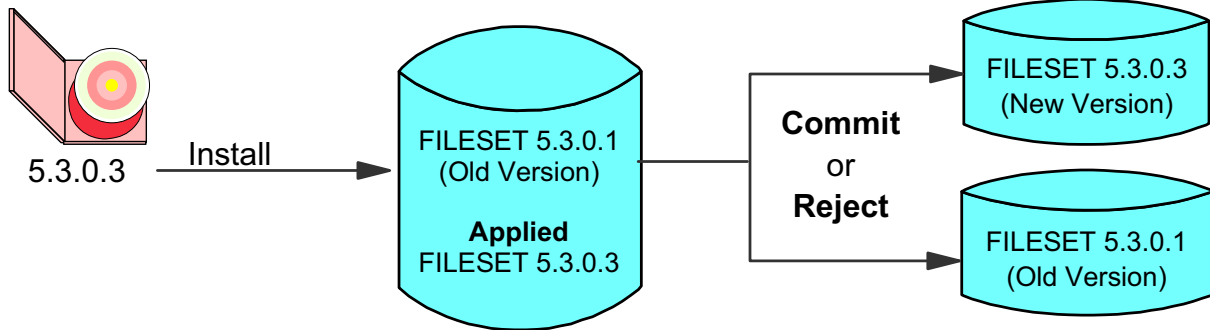 5.3.0.3
Install
FILESET 5.3.0.1
(Old Version)
Applied
FILESET 5.3.0.3
Commit
or
Reject
FILESET 5.3.0.3
(New Version)
FILESET 5.3.0.1
(Old Version)